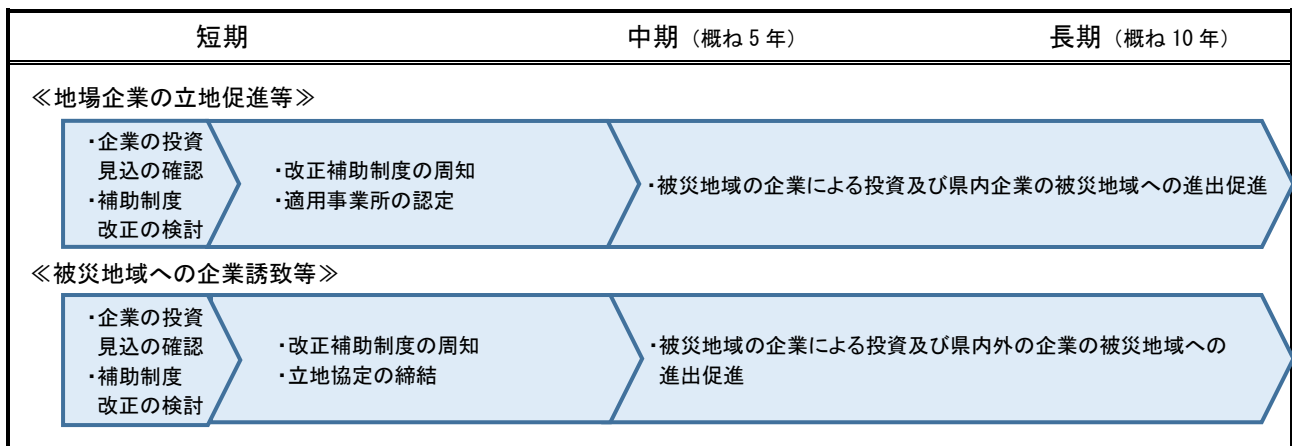 短期 中期（概ね5年） 長期（概ね10年）
≪地場企業の立地促進等≫
・企業の投資
見込の確認
・補助制度
改正の検討
・改正補助制度の周知
・適用事業所の認定
・被災地域の企業による投資及び県内企業の被災地域への進出促進
≪被災地域への企業誘致等≫
・企業の投資
見込の確認
・補助制度
改正の検討
・改正補助制度の周知
・立地協定の締結
・被災地域の企業による投資及び県内外の企業の被災地域への
進出促進